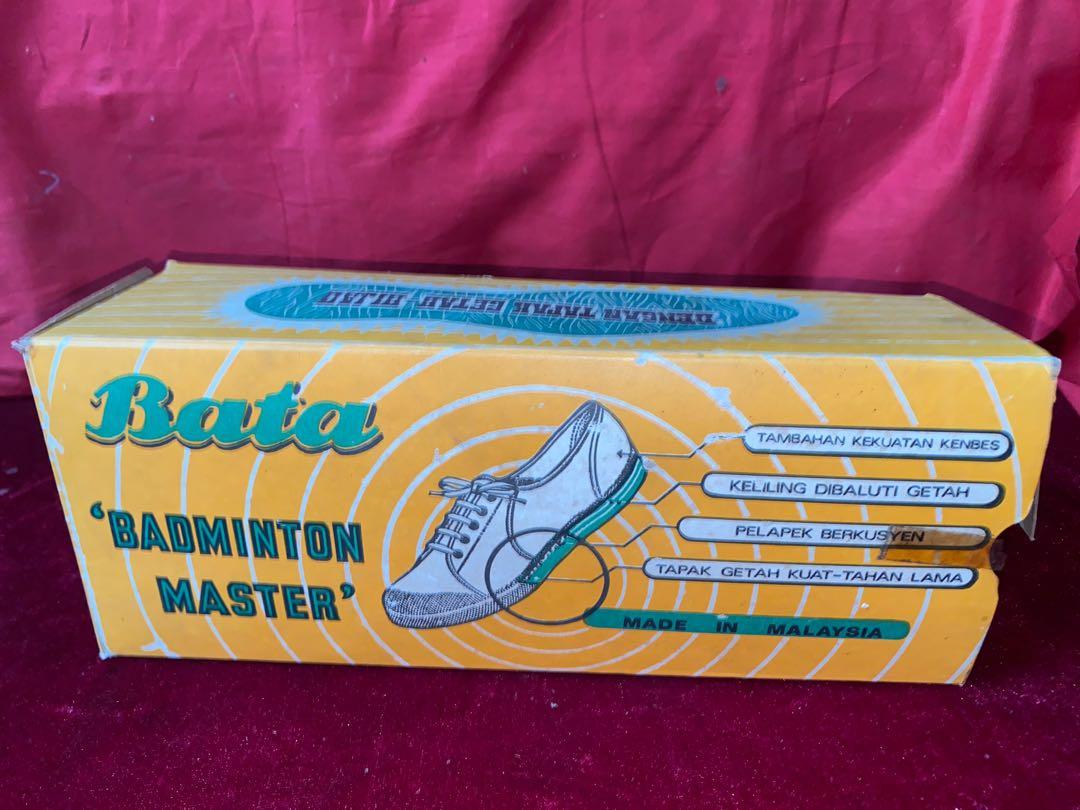 DENGAN TAPAK GETAH HIJAU
Bata
'BADMINTON
MASTER'
TAMBAHAN KEKUATAN KENBES
KELILING DIBALUTI GETAH
PELAPEK BERKUSYEN
TAPAK GETAH KUAT-TAHAN LAMA
MADE IN MALAYSIA